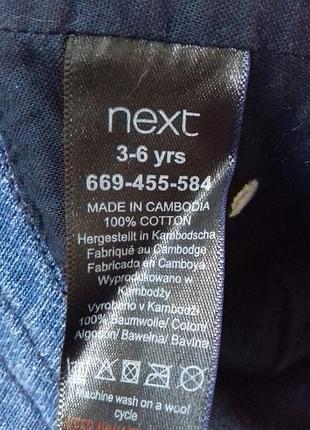 next
3-6 yrs
669-455-584
MADE IN CAMBODIA
100% COTTON
Hergestellt in Kambodscha
Fabriqué au Cambodge
Fabricado en Camboya
Wyprodukowano w
Kambodży
Vyrobeno v Kambodži
100% Baumwolle/Coton/
Algodon/Bawełna/Bavlna
Machine wash on a wool
cycle